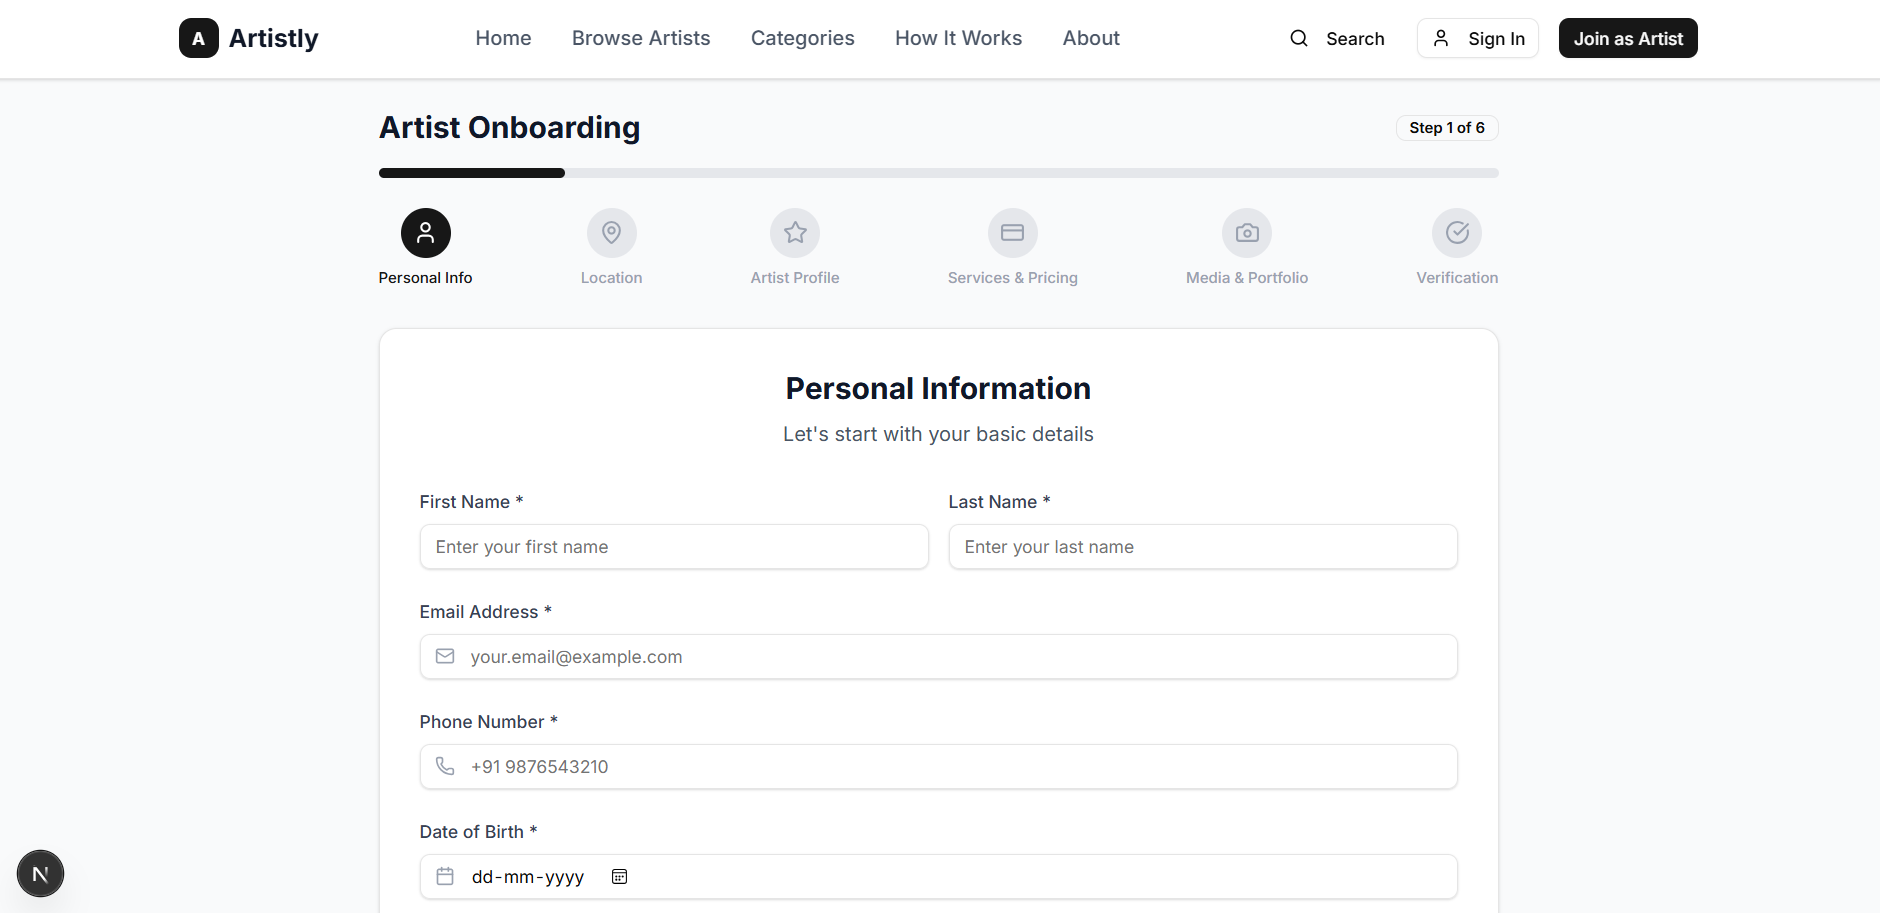 A Artistly Home Browse Artists Categories How It Works About Search Sign In Join as Artist
Artist Onboarding Step 1 of 6
Personal Info Location Artist Profile Services & Pricing Media & Portfolio Verification
Personal Information
Let's start with your basic details
First Name * Last Name *
Enter your first name Enter your last name
Email Address *
your.email@example.com
Phone Number *
+91 9876543210
Date of Birth *
dd-mm-yyyy
N